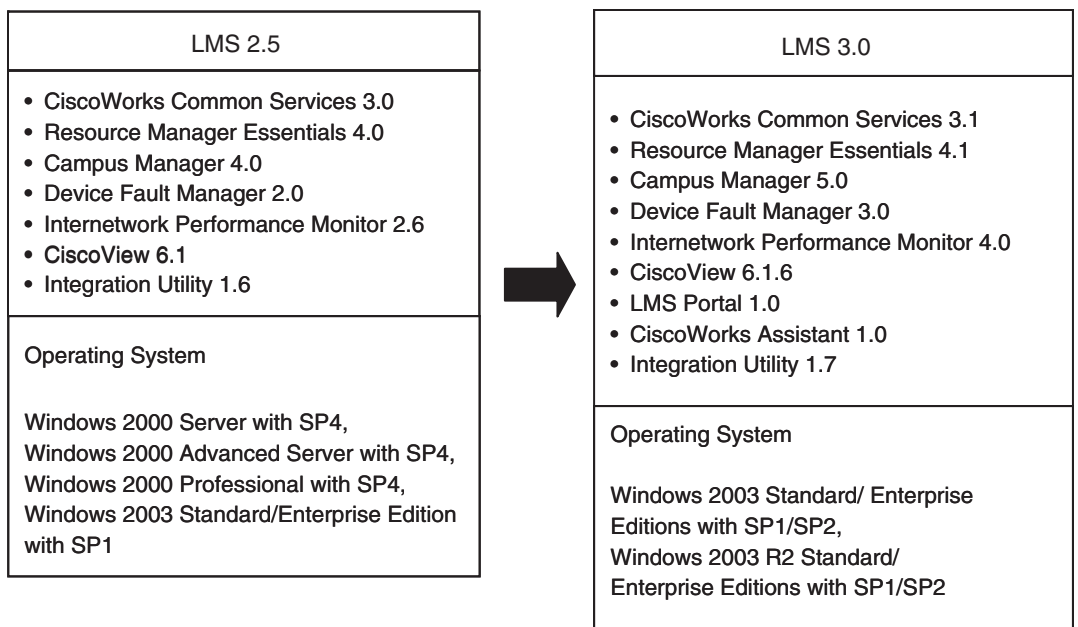 LMS 2.5
• CiscoWorks Common Services 3.0
• Resource Manager Essentials 4.0
• Campus Manager 4.0
• Device Fault Manager 2.0
• Internetwork Performance Monitor 2.6
• CiscoView 6.1
• Integration Utility 1.6
Operating System
Windows 2000 Server with SP4,
Windows 2000 Advanced Server with SP4,
Windows 2000 Professional with SP4,
Windows 2003 Standard/Enterprise Edition
with SP1
LMS 3.0
• CiscoWorks Common Services 3.1
• Resource Manager Essentials 4.1
• Campus Manager 5.0
• Device Fault Manager 3.0
• Internetwork Performance Monitor 4.0
• CiscoView 6.1.6
• LMS Portal 1.0
• CiscoWorks Assistant 1.0
• Integration Utility 1.7
Operating System
Windows 2003 Standard/ Enterprise
Editions with SP1/SP2,
Windows 2003 R2 Standard/
Enterprise Editions with SP1/SP2